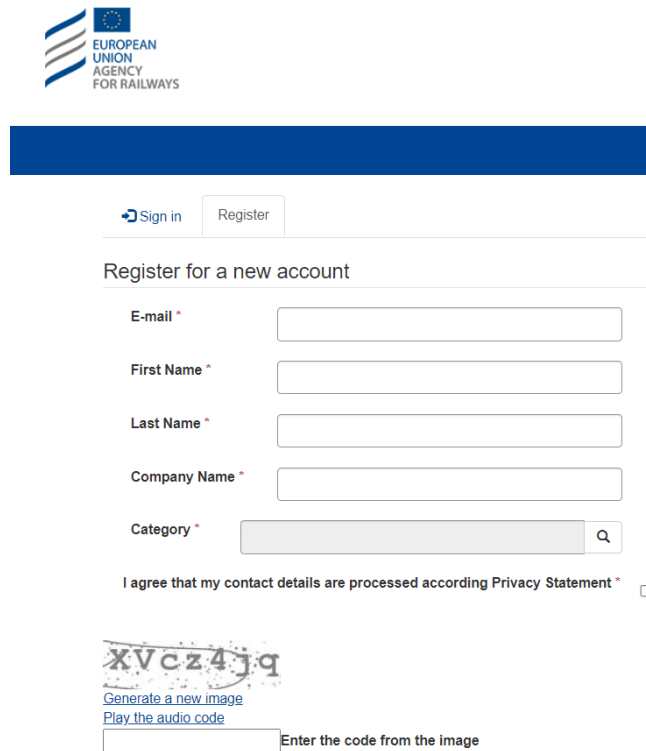 EUROPEAN
UNION
AGENCY
FOR RAILWAYS
Sign in
Register
Register for a new account
E-mail *
First Name *
Last Name *
Company Name *
Category *
I agree that my contact details are processed according Privacy Statement *
XVcz4jq
Generate a new image
Play the audio code
Enter the code from the image